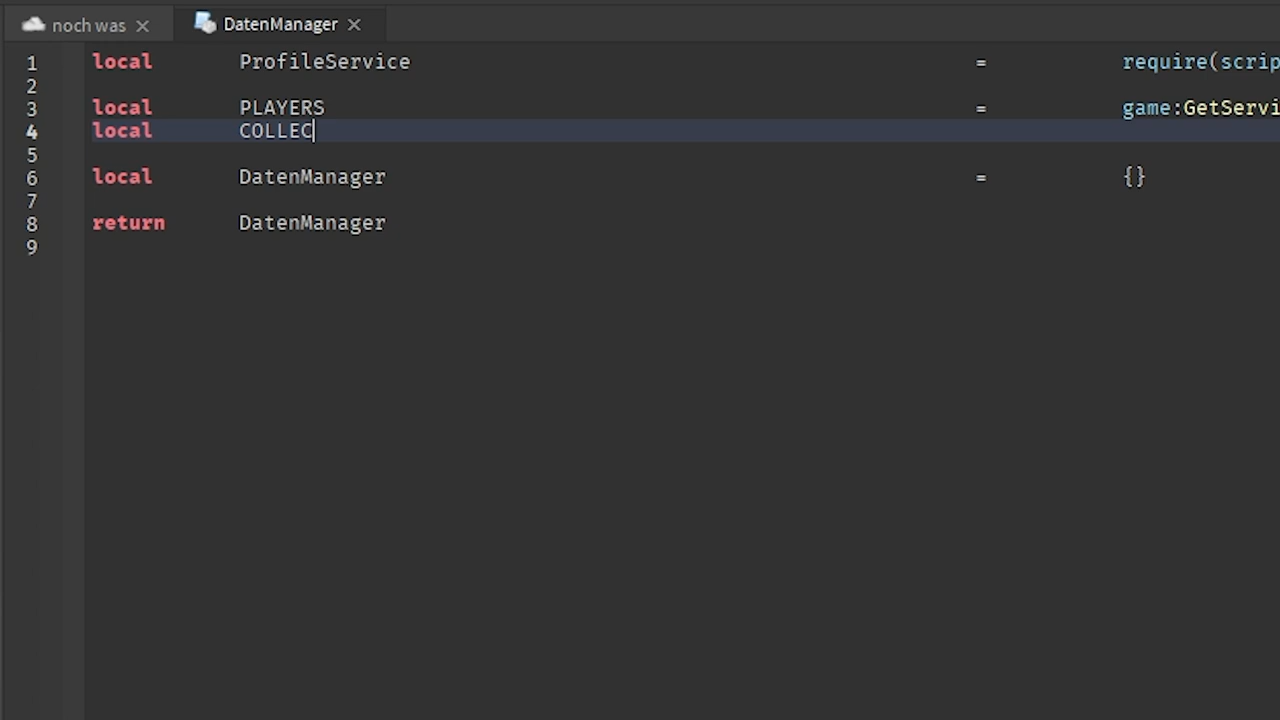 noch was DatenManager
1 local ProfileService = require(scrip
2
3 local PLAYERS = game:GetServi
4 local COLLEC
5
6 local DatenManager = {}
7
8 return DatenManager
9